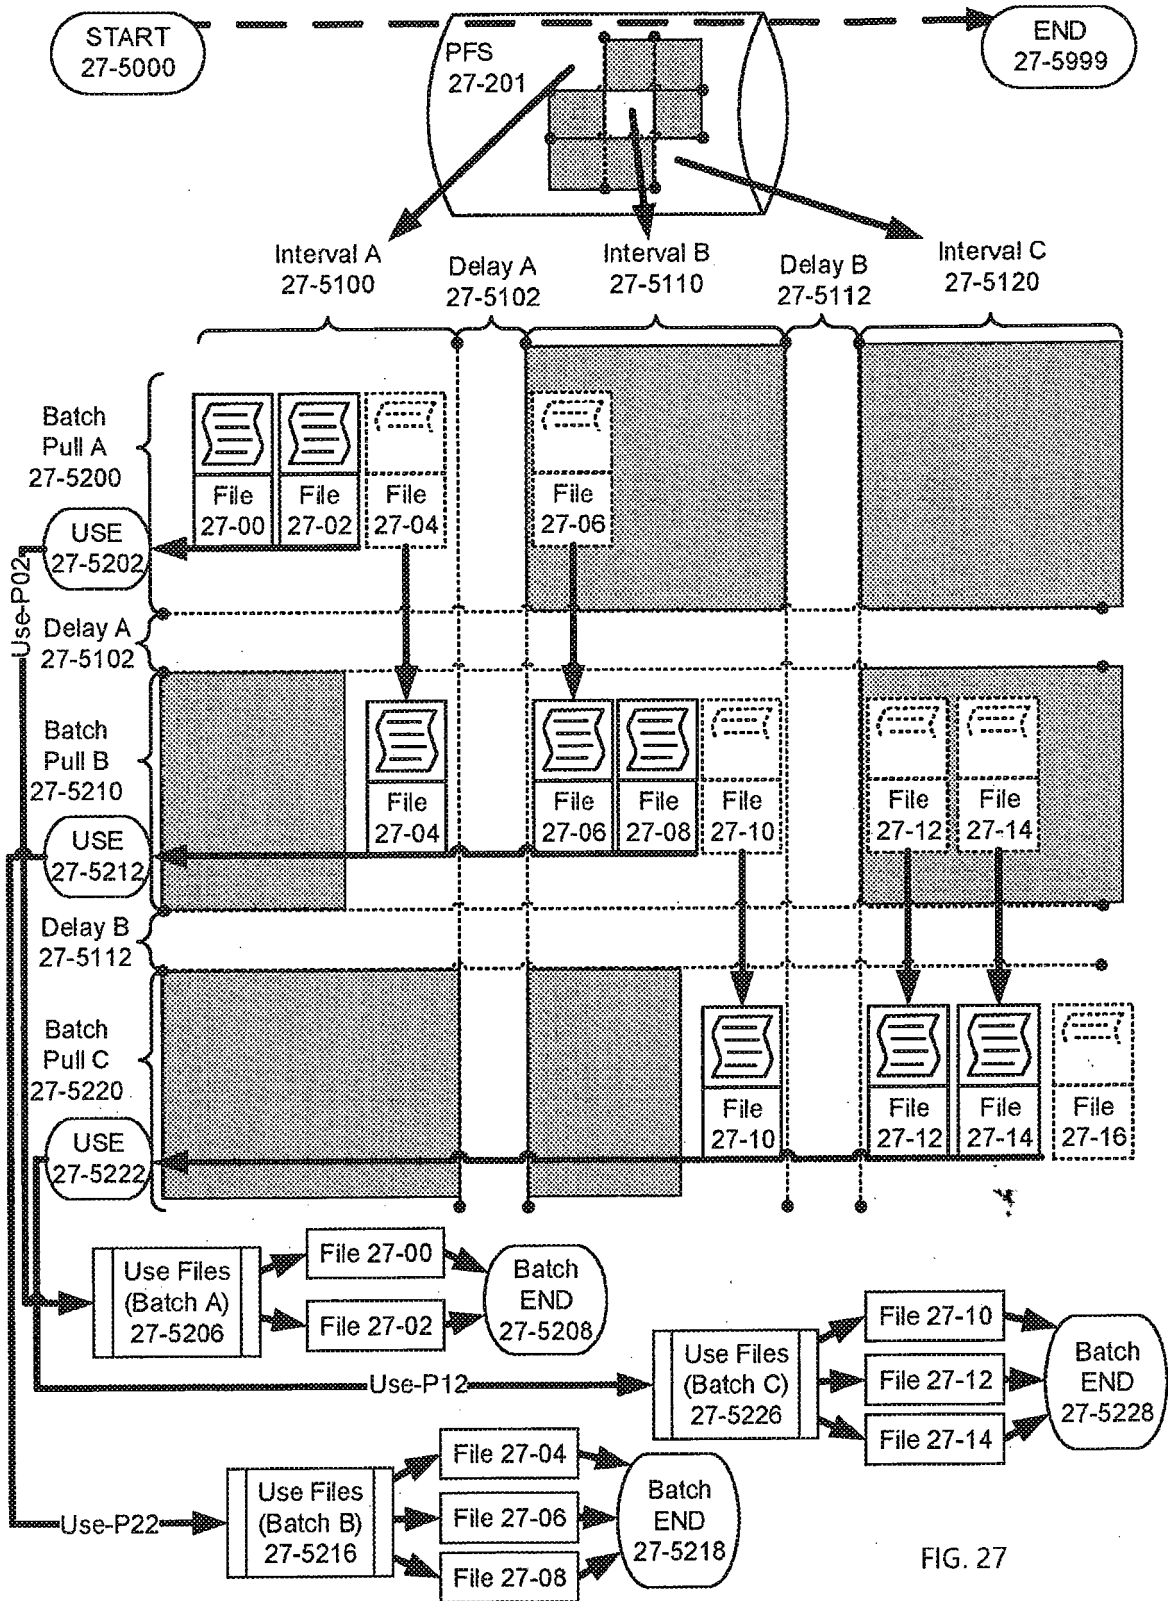 START
27-5000
PFS
27-201
END
27-5999
Interval A
27-5100
Delay A
27-5102
Interval B
27-5110
Delay B
27-5112
Interval C
27-5120
Batch
Pull A
27-5200
File
27-00
File
27-02
File
27-04
File
27-06
USE
27-5202
Use-P02
Delay A
27-5102
Batch
Pull B
27-5210
File
27-04
File
27-06
File
27-08
File
27-10
File
27-12
File
27-14
USE
27-5212
Delay B
27-5112
Batch
Pull C
27-5220
File
27-10
File
27-12
File
27-14
File
27-16
USE
27-5222
Use Files
(Batch A)
27-5206
File 27-00
File 27-02
Batch
END
27-5208
Use-P12
Use Files
(Batch C)
27-5226
File 27-10
File 27-12
File 27-14
Batch
END
27-5228
Use-P22
Use Files
(Batch B)
27-5216
File 27-04
File 27-06
File 27-08
Batch
END
27-5218
FIG. 27